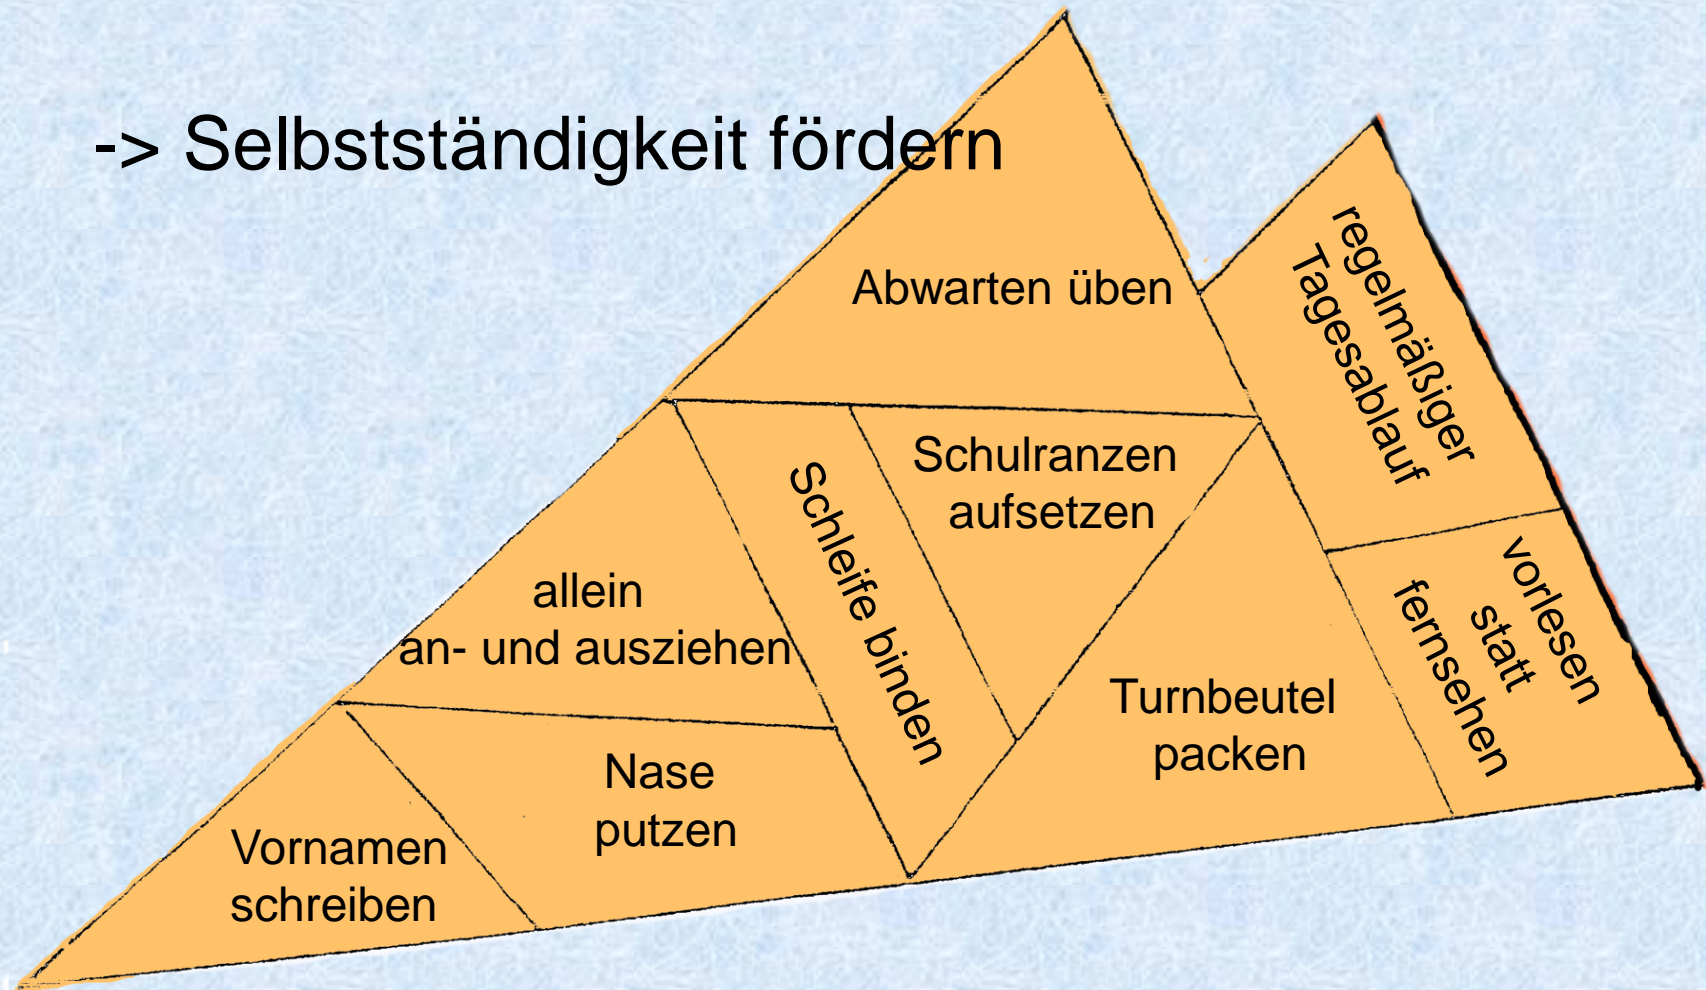 -> Selbstständigkeit fördern
Abwarten üben
regelmäßiger
Tagesablauf
Schulranzen
aufsetzen
Schleife binden
allein
an- und ausziehen
vorlesen
statt
fernsehen
Turnbeutel
packen
Nase
putzen
Vornamen
schreiben